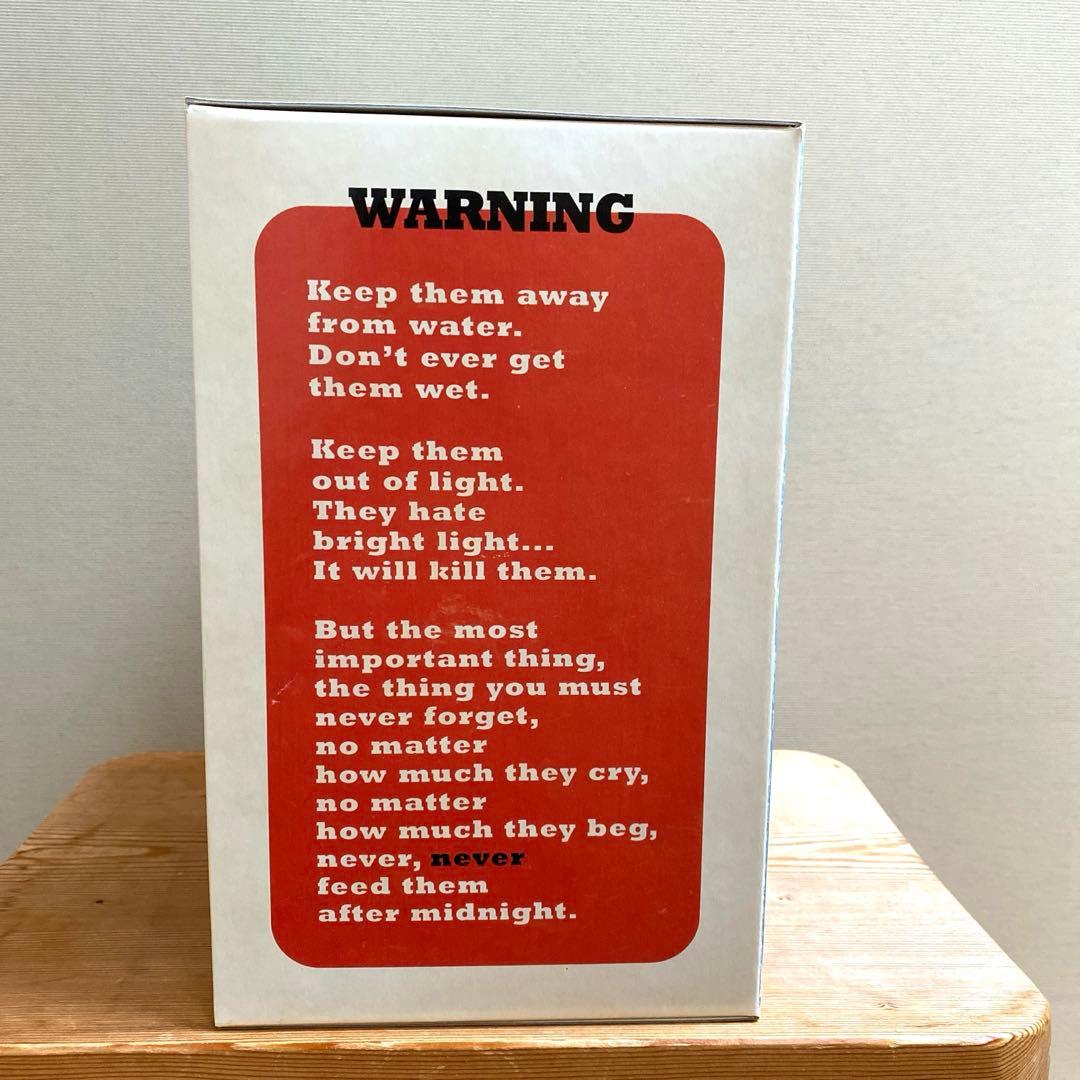 WARNING
Keep them away
from water.
Don't ever get
them wet.
Keep them
out of light.
They hate
bright light...
It will kill them.
But the most
important thing,
the thing you must
never forget,
no matter
how much they cry,
no matter
how much they beg,
never, never
feed them
after midnight.